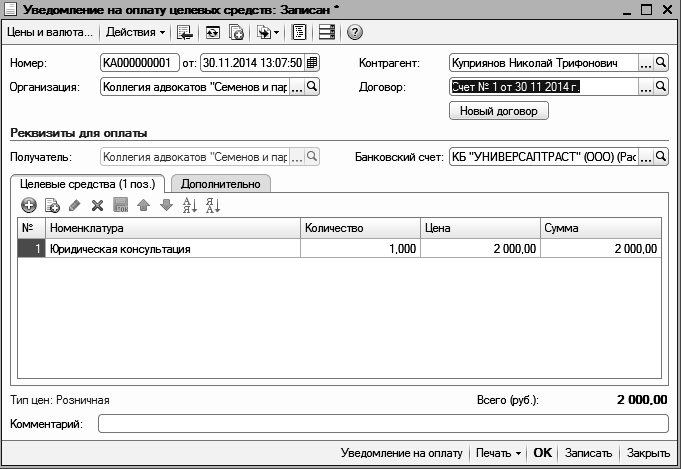 Уведомление на оплату целевых средств: Записан *
Цены и валюта... Действия
Номер: КА000000001 от: 30.11.2014 13:07:50 Контрагент: Куприянов Николай Трифонович ...
Организация: Коллегия адвокатов "Семенов и пар ... Договор: Счет № 1 от 30 11 2014 г. ...
Новый договор
Реквизиты для оплаты
Получатель: Коллегия адвокатов "Семенов и пар ... Банковский счет: КБ "УНИВЕРСАЛТРАСТ" (ООО) (Рас ...
Целевые средства (1 поз.) Дополнительно
№ Номенклатура Количество Цена Сумма
1 Юридическая консультация 1,000 2 000,00 2 000,00
Тип цен: Розничная Всего (руб.): 2 000,00
Комментарий:
Уведомление на оплату Печать OK Записать Закрыть